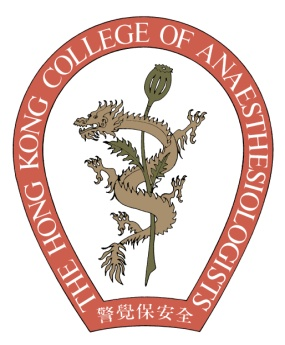 THE HONG KONG COLLEGE OF ANAESTHESIOLOGISTS
警覺保安全